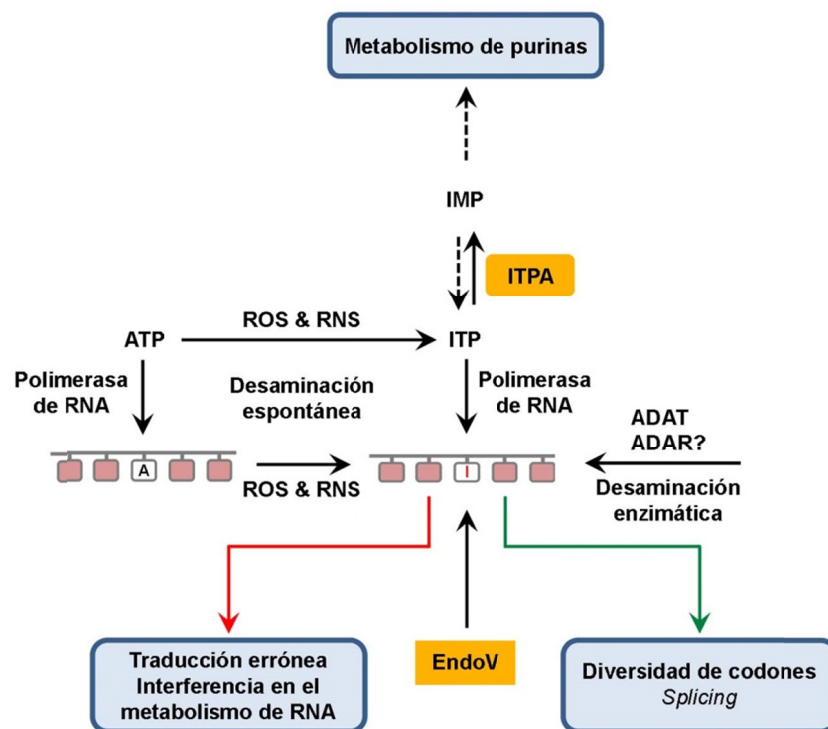 Metabolismo de purinas
IMP
ITPA
ROS & RNS
ATP
ITP
Polimerasa
de RNA
Desaminación
espontánea
Polimerasa
de RNA
ADAT
ADAR?
A
ROS & RNS
I
Desaminación
enzimática
Traducción errónea
Interferencia en el
metabolismo de RNA
EndoV
Diversidad de codones
Splicing